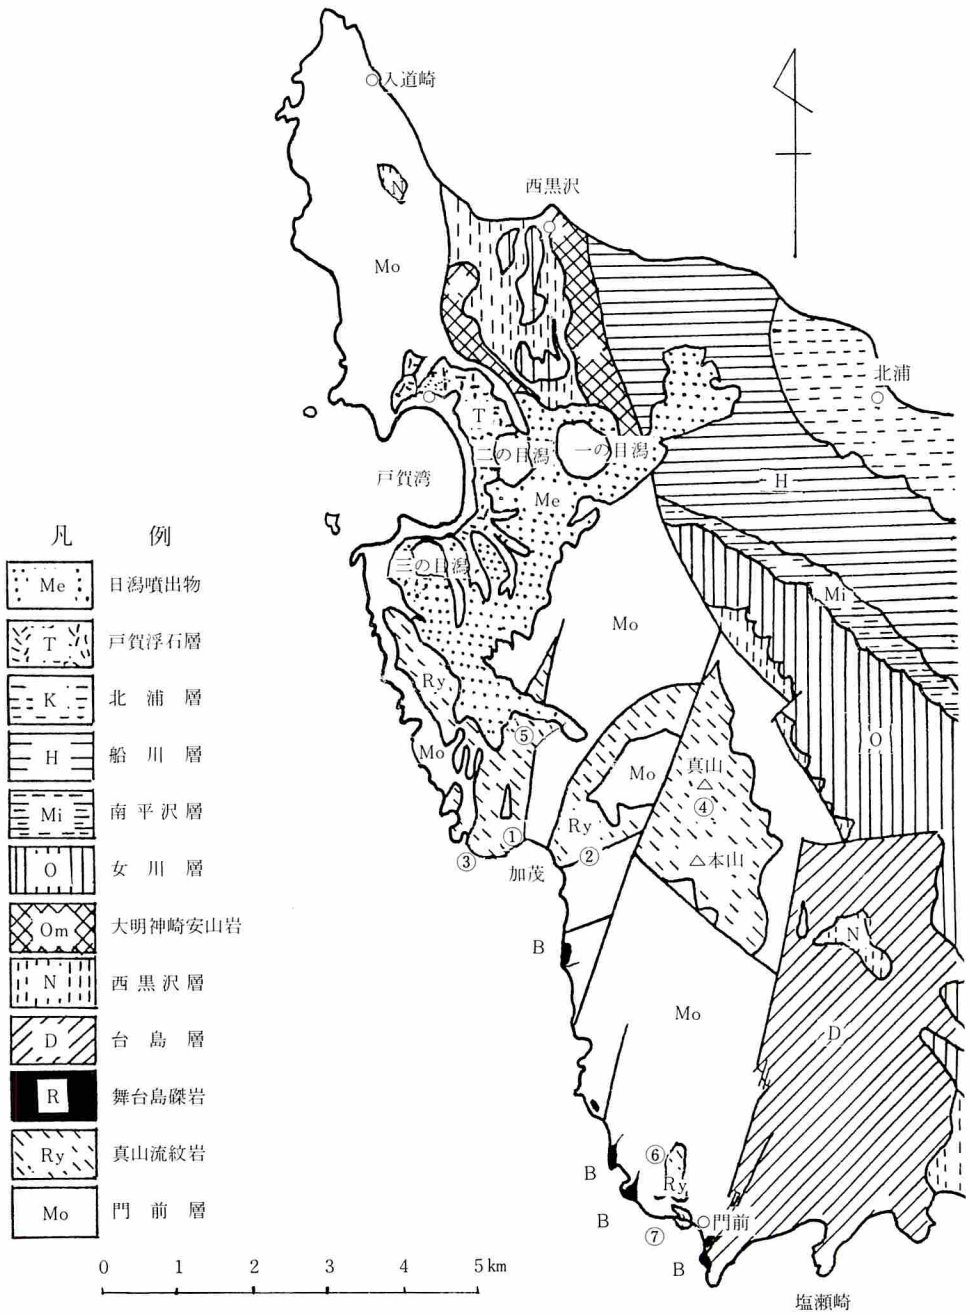 入道崎
N
西黒沢
Mo
北浦
T
二の目潟
一の目潟
戸賀湾
Me
H
三の目潟
Mi
Mo
Ry
O
⑤
Mo
Mo
真山
④
Ry
①
②
本山
③
加茂
N
B
Mo
D
⑥
B
Ry
B
⑦
門前
B
塩瀬崎
凡 例
Me 目潟噴出物
T 戸賀浮石層
K 北浦層
H 船川層
Mi 南平沢層
O 女川層
Om 大明神崎安山岩
N 西黒沢層
D 台島層
R 舞台島礫岩
Ry 真山流紋岩
Mo 門前層
0 1 2 3 4 5km